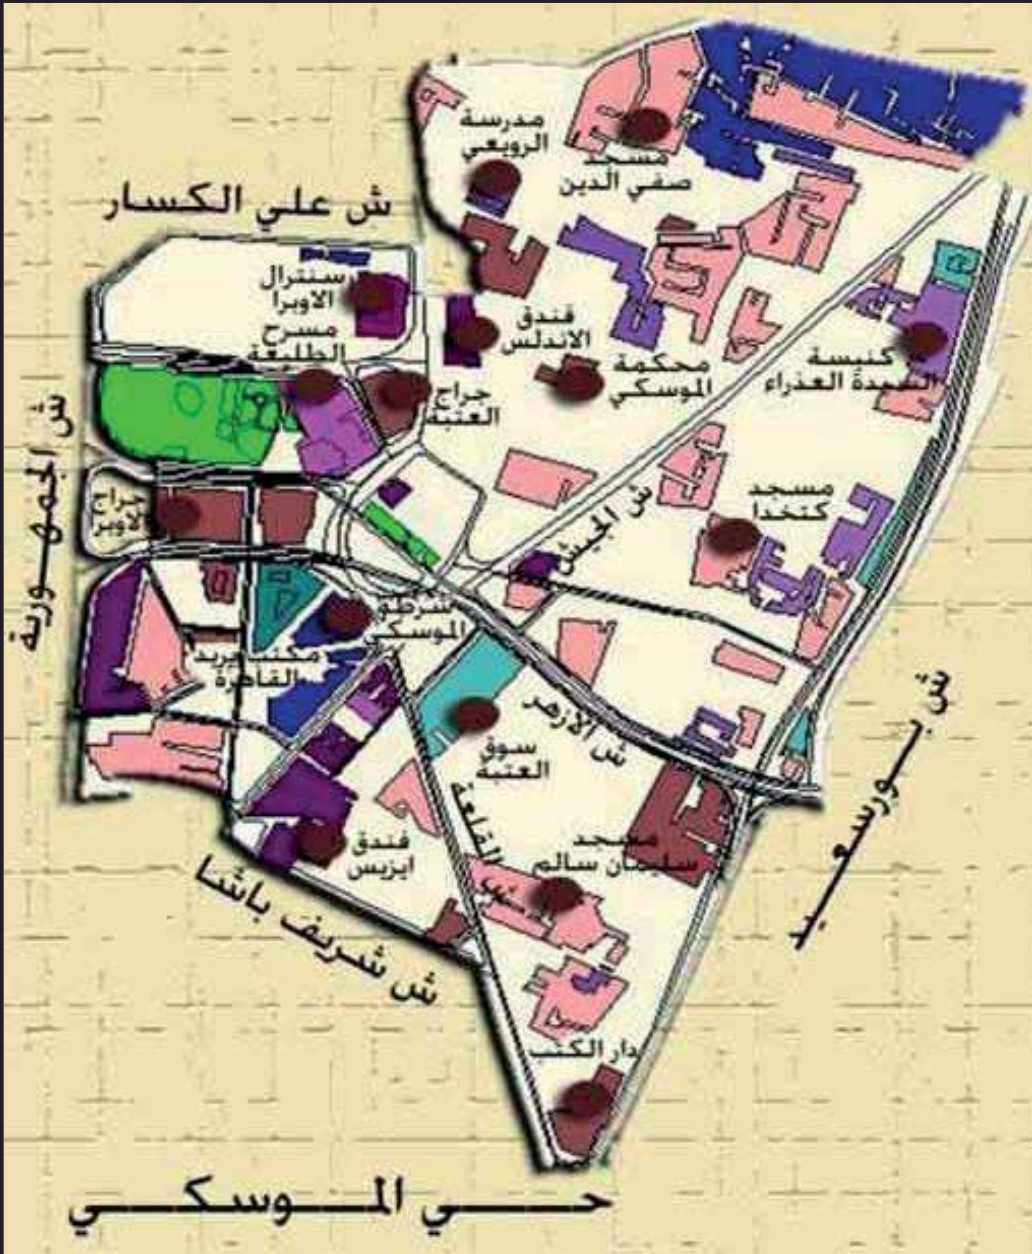 مدرسة
الرويعي
مسجد
صفي الدين
ش علي الكسار
سنترال
الاوبرا
فندق
الاندلس
مسرح
الطليعة
محكمة
الموسكي
كنيسة
السيدة العذراء
جراج
العتبة
ش الجمهورية
جراج
الاوبرا
ش الجيش
مسجد
كتخدا
شرطة
الموسكي
مكتب بريد
القاهرة
ش الازهر
سوق
العتبة
ش بورسعيد
القلعة
فندق
ايزيس
مسجد
سليمان سالم
ش شريف باشا
دار الكتب
حي الموسكي